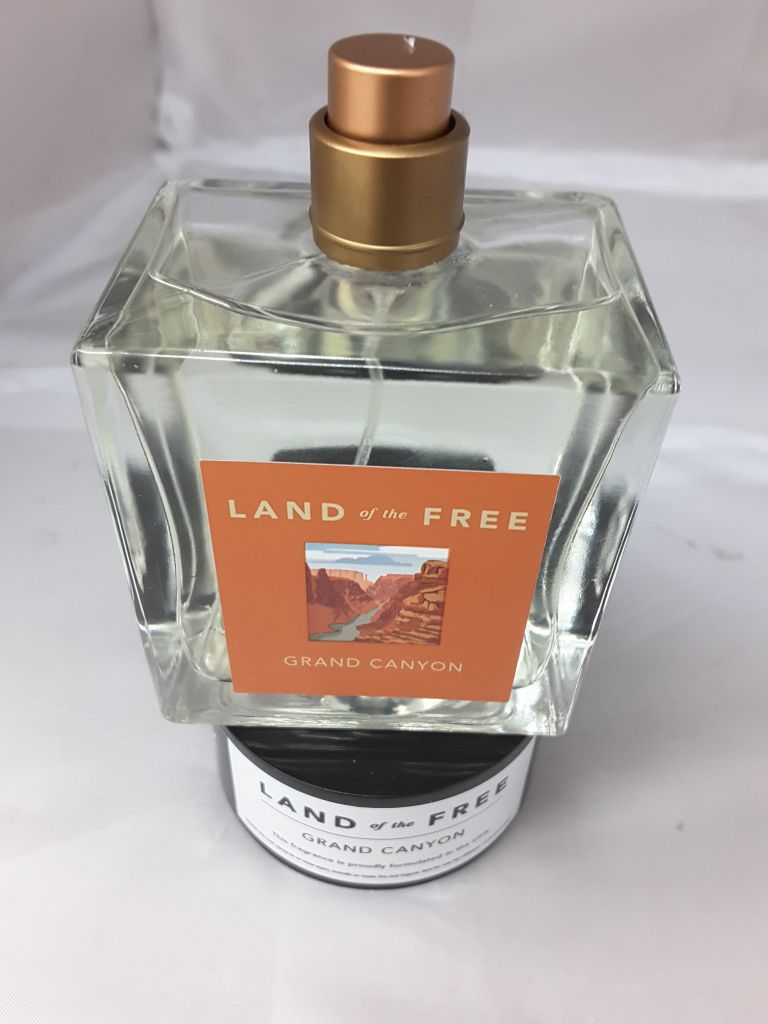 LAND of the FREE
GRAND CANYON
LAND of the FREE
GRAND CANYON
This fragrance is proudly formulated in the USA.